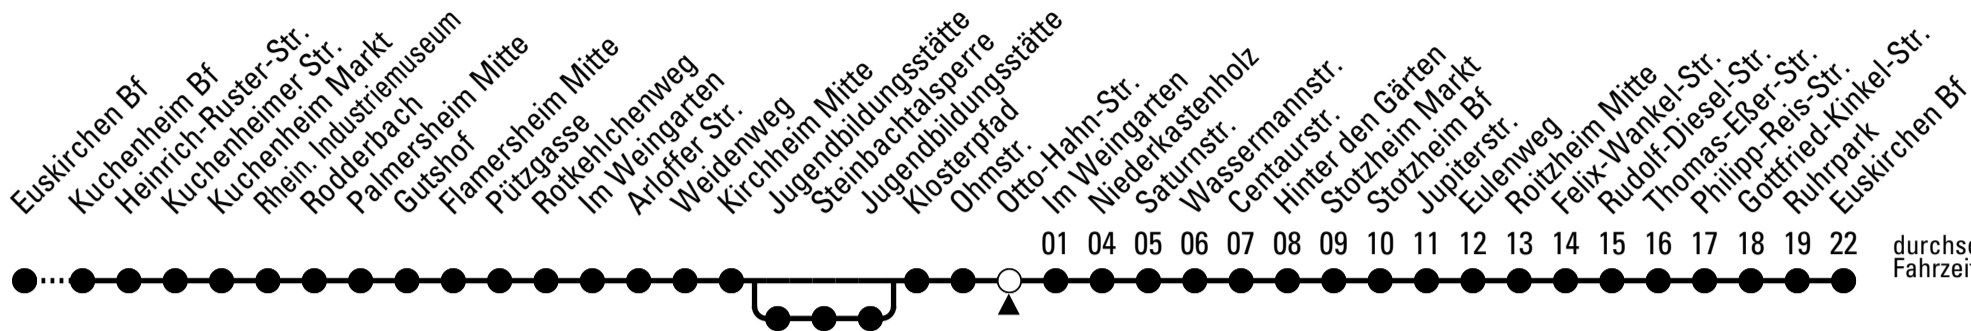 Euskirchen Bf
Kuchenheim Bf
Heinrich-Ruster-Str.
Kuchenheimer Str.
Kuchenheim Markt
Rhein. Industriemuseum
Rodderbach
Palmersheim Mitte
Gutshof
Flamersheim Mitte
Pützgasse
Rotkehlchenweg
Im Weingarten
Arloffer Str.
Weidenweg
Kirchheim Mitte
Jugendbildungsstätte
Steinbachtalsperre
Jugendbildungsstätte
Klosterpfad
Ohmstr.
Otto-Hahn-Str.
Im Weingarten
Niederkastenholz
Saturnstr.
Wassermannstr.
Centaurstr.
Hinter den Gärten
Stotzheim Markt
Stotzheim Bf
Jupiterstr.
Eulenweg
Roitzheim Mitte
Felix-Wankel-Str.
Rudolf-Diesel-Str.
Thomas-Eßer-Str.
Philipp-Reis-Str.
Gottfried-Kinkel-Str.
Ruhrpark
Euskirchen Bf
01 04 05 06 07 08 09 10 11 12 13 14 15 16 17 18 19 22
durchs
Fahrzei